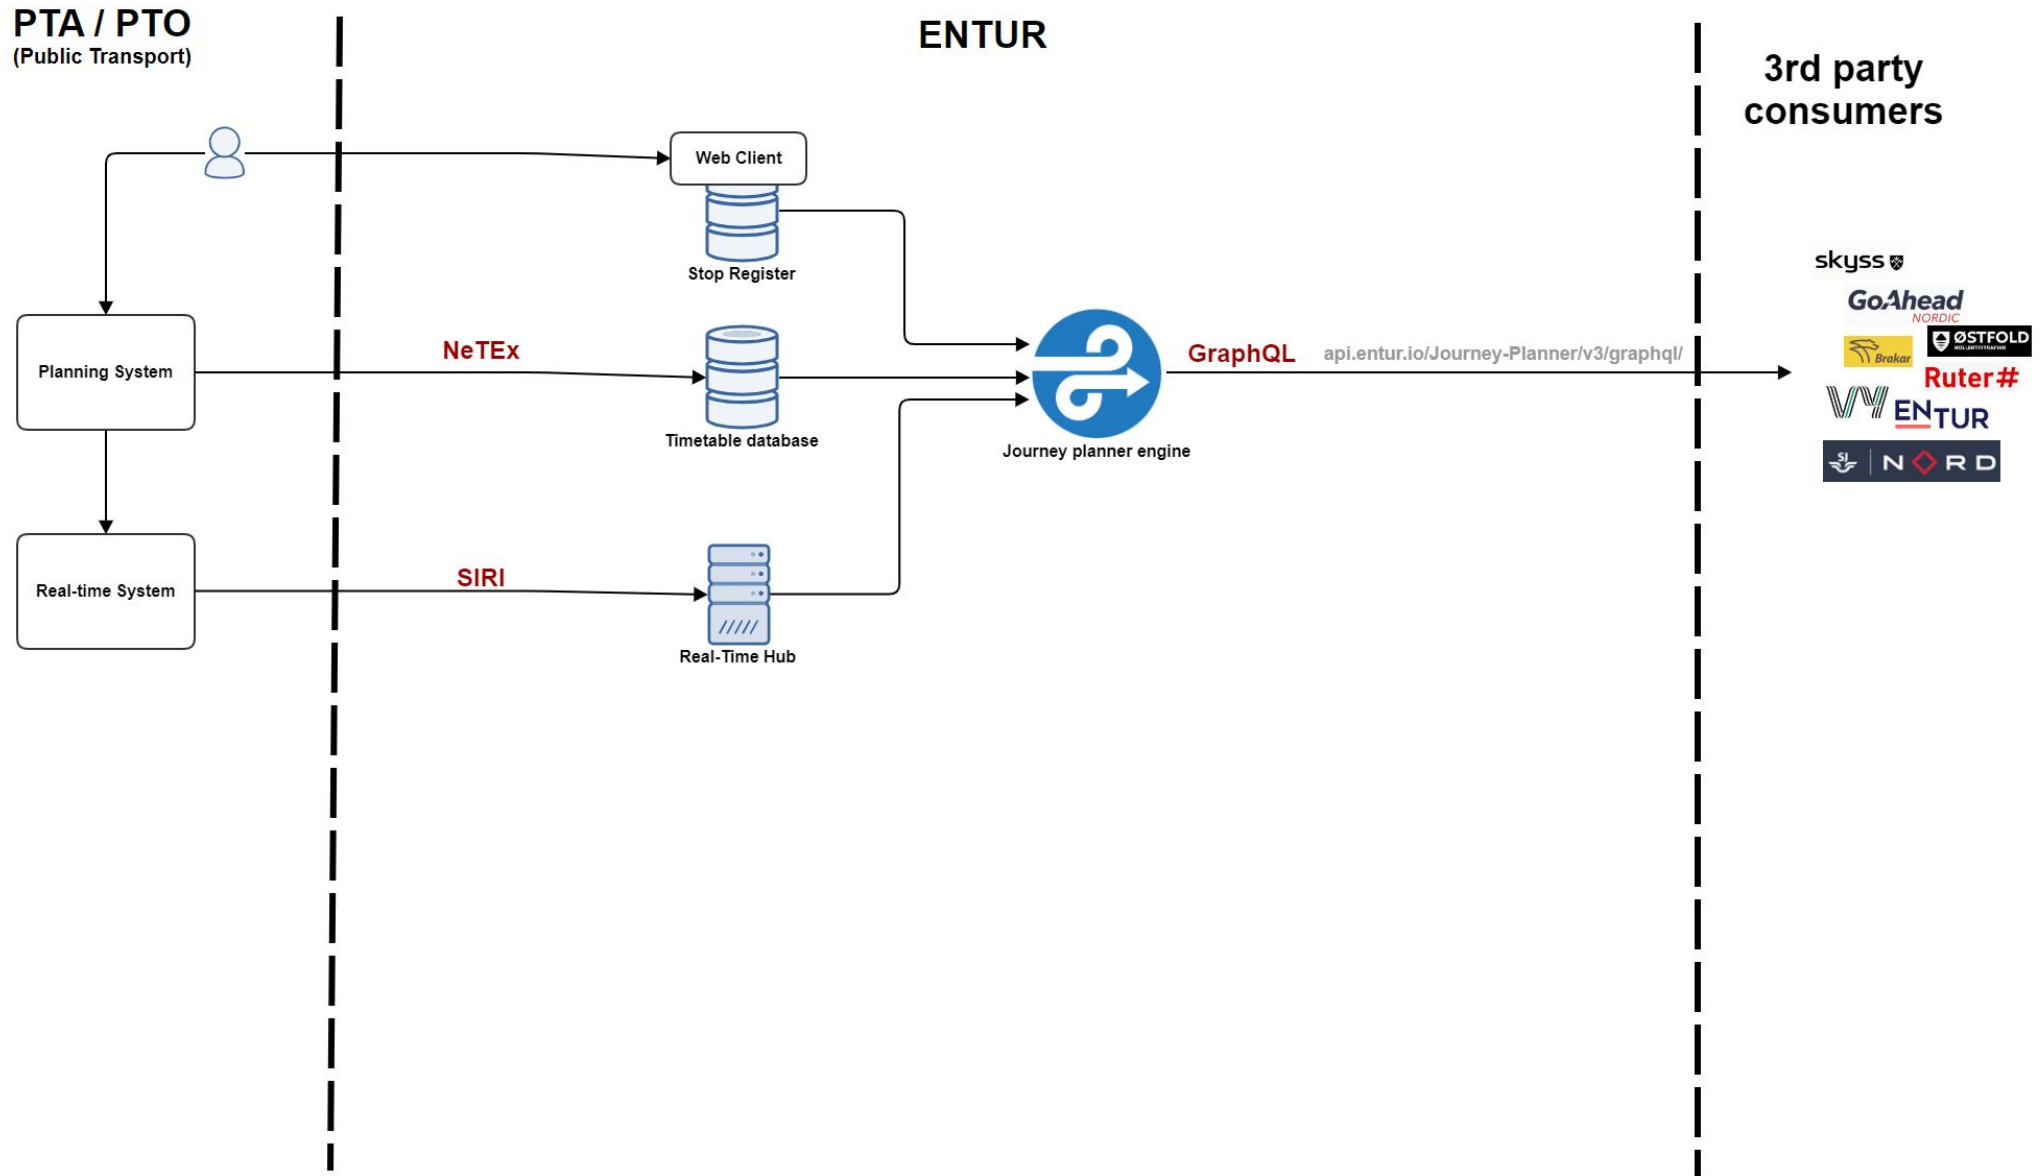 PTA / PTO
(Public Transport)
ENTUR
3rd party
consumers
Web Client
Stop Register
Planning System
NeTEx
Timetable database
Journey planner engine
GraphQL
api.entur.io/Journey-Planner/v3/graphql/
Real-time System
SIRI
Real-Time Hub
skyss
GoAhead
NORDIC
Brakar
ØSTFOLD
KOLLEKTIVTRAFIKK
Ruter#
VY
ENTUR
SJ NORD